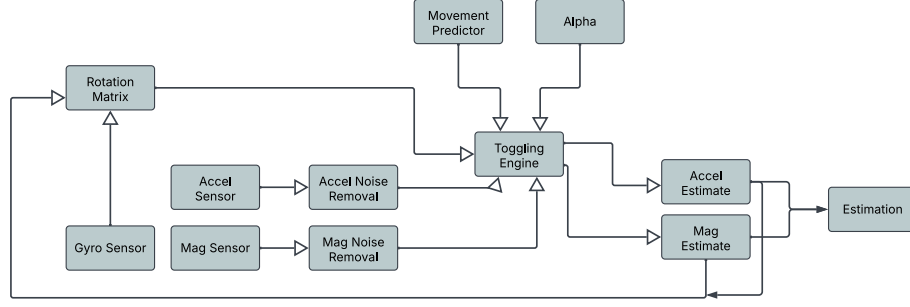 Movement
Predictor
Alpha
Rotation
Matrix
Toggling
Engine
Accel
Sensor
Accel Noise
Removal
Accel
Estimate
Estimation
Gyro Sensor
Mag Sensor
Mag Noise
Removal
Mag
Estimate